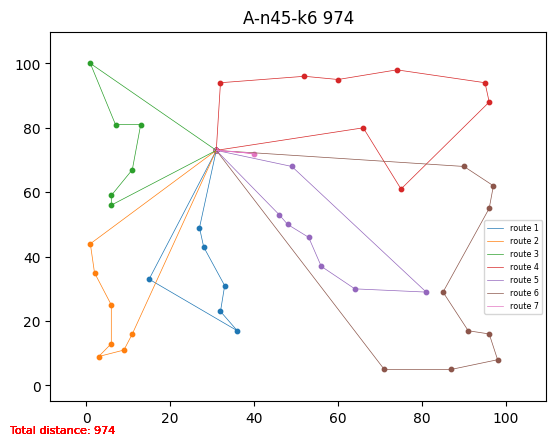 A-n45-k6 974
100
80
60
40
20
0
route 1
route 2
route 3
route 4
route 5
route 6
route 7
0 20 40 60 80 100
Total distance: 974